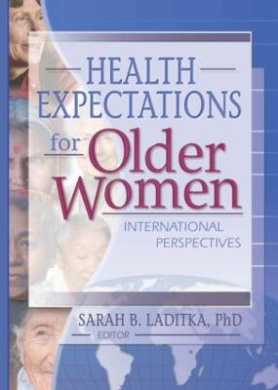 HEALTH
EXPECTATIONS
for Older
Women
INTERNATIONAL
PERSPECTIVES
SARAH B. LADITKA, PhD
EDITOR